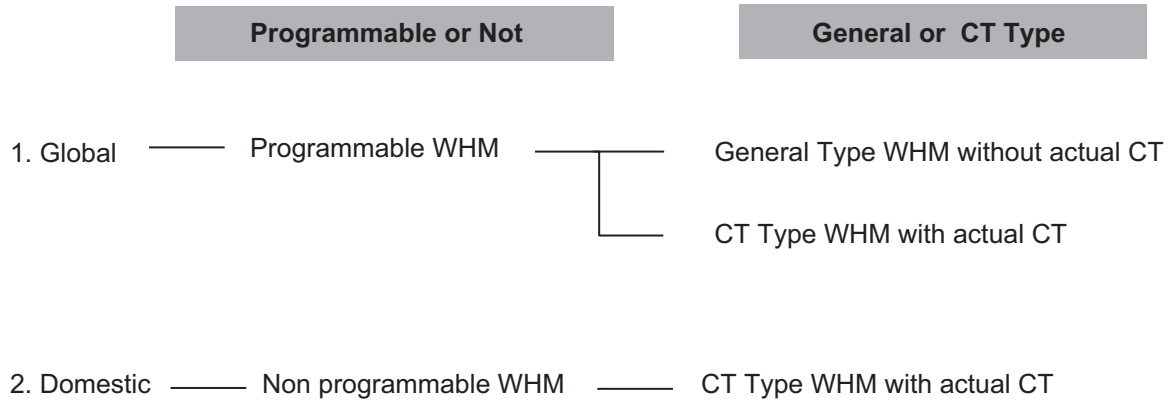 Programmable or Not General or CT Type
1. Global Programmable WHM General Type WHM without actual CT
CT Type WHM with actual CT
2. Domestic Non programmable WHM CT Type WHM with actual CT